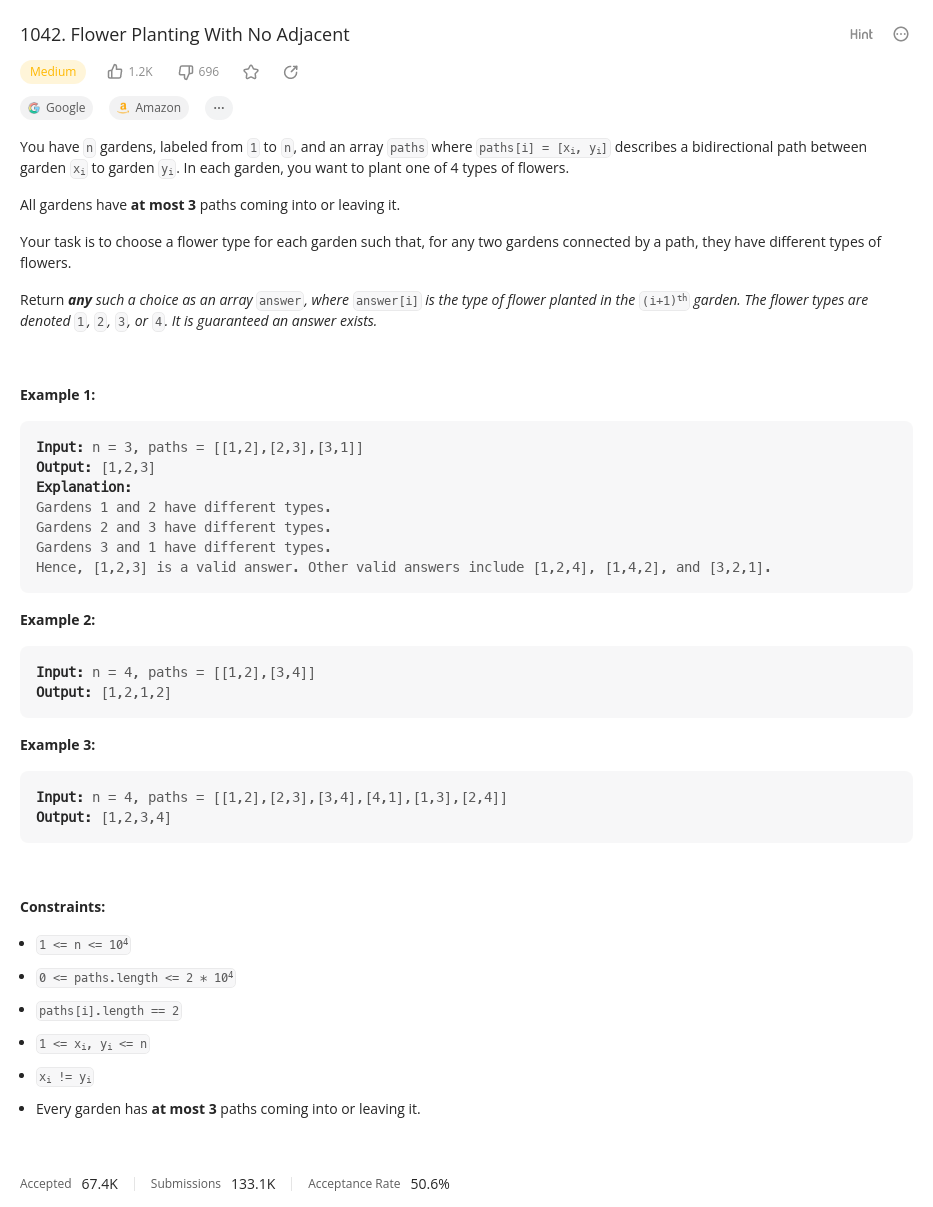 1042. Flower Planting With No Adjacent
Hint
Medium 1.2K 696
Google Amazon ...
You have n gardens, labeled from 1 to n, and an array paths where paths[i] = [xi, yi] describes a bidirectional path between
garden xi to garden yi. In each garden, you want to plant one of 4 types of flowers.
All gardens have at most 3 paths coming into or leaving it.
Your task is to choose a flower type for each garden such that, for any two gardens connected by a path, they have different types of
flowers.
Return any such a choice as an array answer, where answer[i] is the type of flower planted in the (i+1)th garden. The flower types are
denoted 1, 2, 3, or 4. It is guaranteed an answer exists.
Example 1:
Input: n = 3, paths = [[1,2],[2,3],[3,1]]
Output: [1,2,3]
Explanation:
Gardens 1 and 2 have different types.
Gardens 2 and 3 have different types.
Gardens 3 and 1 have different types.
Hence, [1,2,3] is a valid answer. Other valid answers include [1,2,4], [1,4,2], and [3,2,1].
Example 2:
Input: n = 4, paths = [[1,2],[3,4]]
Output: [1,2,1,2]
Example 3:
Input: n = 4, paths = [[1,2],[2,3],[3,4],[4,1],[1,3],[2,4]]
Output: [1,2,3,4]
Constraints:
• 1 <= n <= 10⁴
• 0 <= paths.length <= 2 * 10⁴
• paths[i].length == 2
• 1 <= xi, yi <= n
• xi != yi
• Every garden has at most 3 paths coming into or leaving it.
Accepted 67.4K Submissions 133.1K Acceptance Rate 50.6%